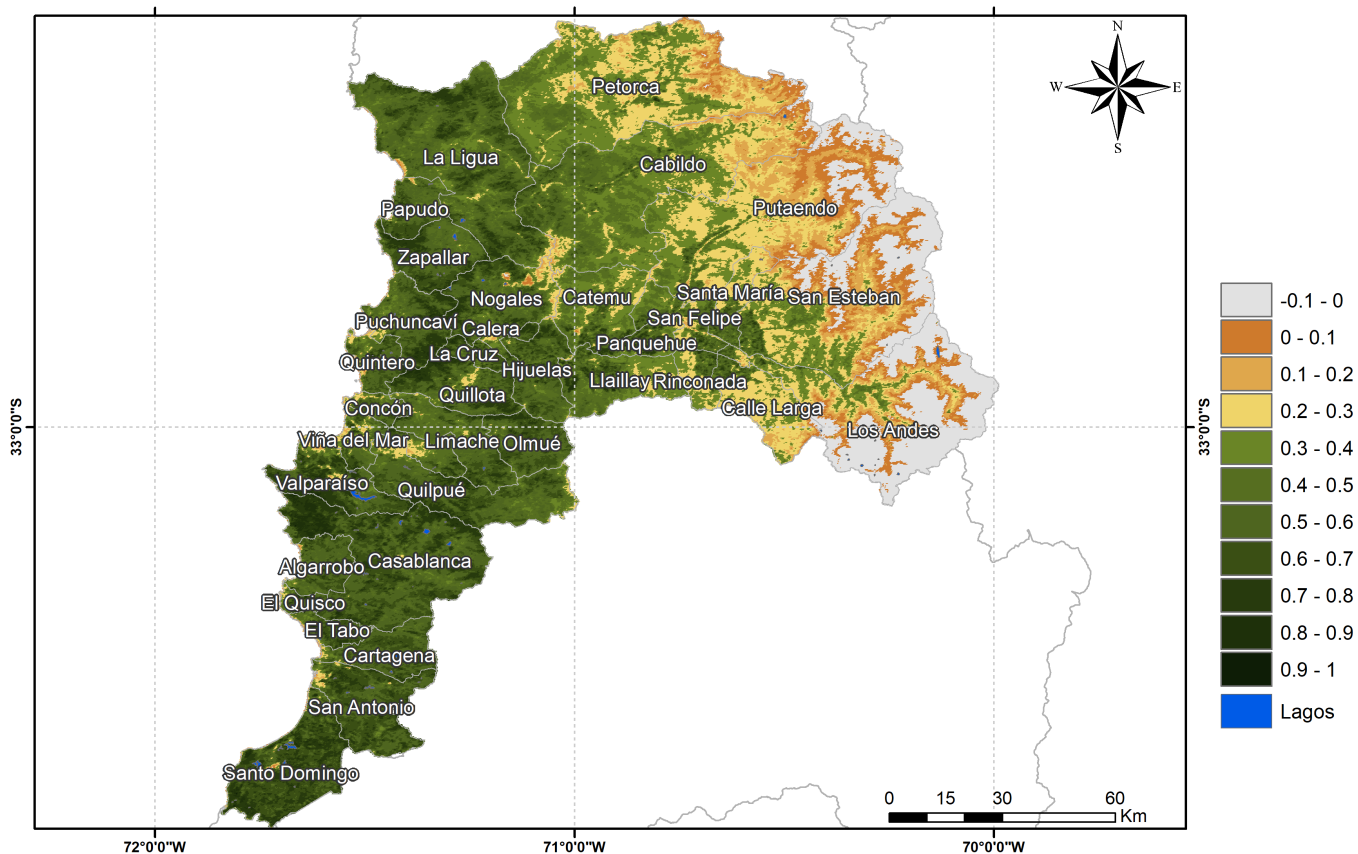 N
W E
S
Petorca
La Ligua
Cabildo
Papudo
Putaendo
Zapallar
Nogales
Catemu
Santa María
San Esteban
Puchuncaví
Calera
San Felipe
Quintero
La Cruz
Panquehue
Hijuelas
Llaillay
Rinconada
Quillota
Concón
Calle Larga
Viña del Mar
Limache
Olmué
Los Andes
Valparaíso
Quilpué
Algarrobo
Casablanca
El Quisco
El Tabo
Cartagena
San Antonio
Santo Domingo
33°0'0"S
33°0'0"S
-0.1 - 0
0 - 0.1
0.1 - 0.2
0.2 - 0.3
0.3 - 0.4
0.4 - 0.5
0.5 - 0.6
0.6 - 0.7
0.7 - 0.8
0.8 - 0.9
0.9 - 1
Lagos
0 15 30 60
Km
72°0'0"W
71°0'0"W
70°0'0"W